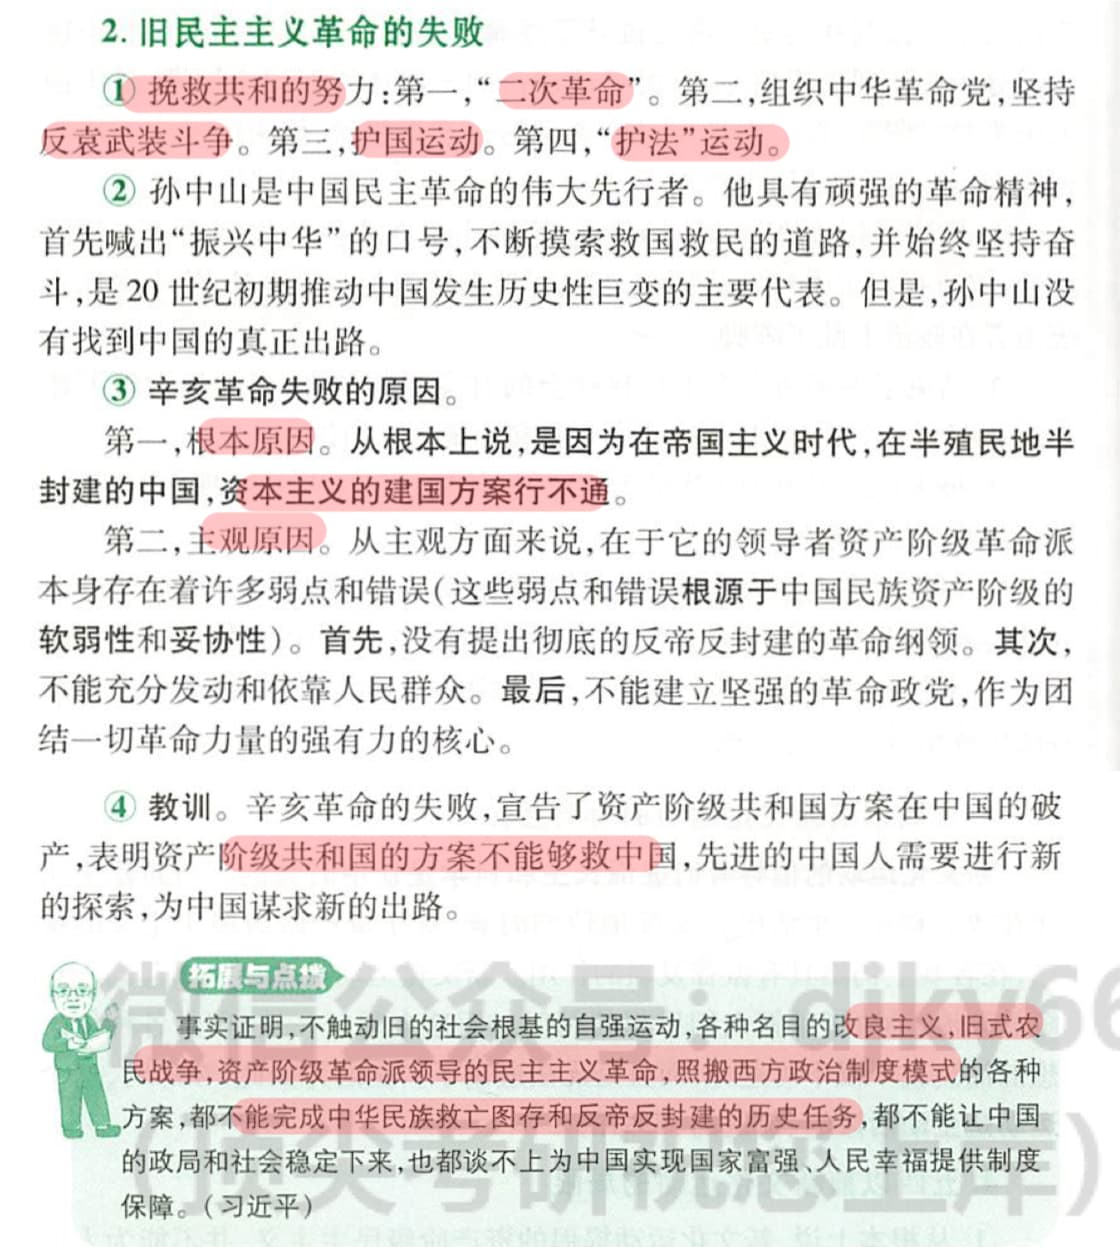 2. 旧民主主义革命的失败
① 挽救共和的努力:第一,“二次革命”。第二,组织中华革命党,坚持
反袁武装斗争。第三,护国运动。第四,“护法”运动。
② 孙中山是中国民主革命的伟大先行者。他具有顽强的革命精神,
首先喊出“振兴中华”的口号,不断摸索救国救民的道路,并始终坚持奋
斗,是 20 世纪初期推动中国发生历史性巨变的主要代表。但是,孙中山没
有找到中国的真正出路。
③ 辛亥革命失败的原因。
第一,根本原因。从根本上说,是因为在帝国主义时代,在半殖民地半
封建的中国,资本主义的建国方案行不通。
第二,主观原因。从主观方面来说,在于它的领导者资产阶级革命派
本身存在着许多弱点和错误(这些弱点和错误根源于中国民族资产阶级的
软弱性和妥协性)。首先,没有提出彻底的反帝反封建的革命纲领。其次,
不能充分发动和依靠人民群众。最后,不能建立坚强的革命政党,作为团
结一切革命力量的强有力的核心。
④ 教训。辛亥革命的失败,宣告了资产阶级共和国方案在中国的破
产,表明资产阶级共和国的方案不能够救中国,先进的中国人需要进行新
的探索,为中国谋求新的出路。
拓展与点拨
微信公众号:djky66
事实证明,不触动旧的社会根基的自强运动,各种名目的改良主义,旧式农
民战争,资产阶级革命派领导的民主主义革命,照搬西方政治制度模式的各种
方案,都不能完成中华民族救亡图存和反帝反封建的历史任务,都不能让中国
(顶尖考研祝您上岸)
的政局和社会稳定下来,也都谈不上为中国实现国家富强、人民幸福提供制度
保障。(习近平)